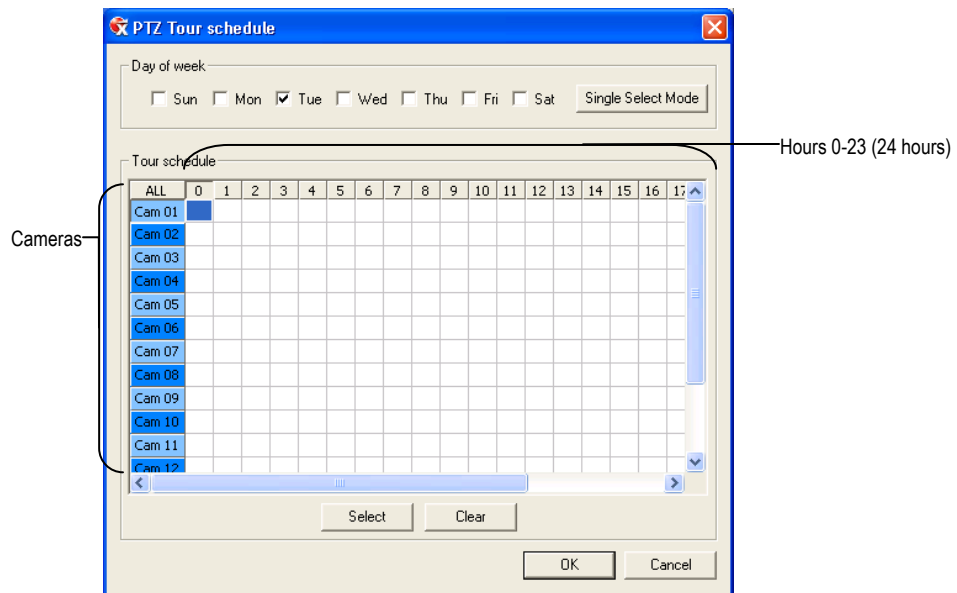 PTZ Tour schedule
Day of week
Sun Mon Tue Wed Thu Fri Sat Single Select Mode
Hours 0-23 (24 hours)
Tour schedule
ALL 0 1 2 3 4 5 6 7 8 9 10 11 12 13 14 15 16 17
Cam 01
Cameras
Cam 02
Cam 03
Cam 04
Cam 05
Cam 06
Cam 07
Cam 08
Cam 09
Cam 10
Cam 11
Cam 12
Select Clear
OK Cancel